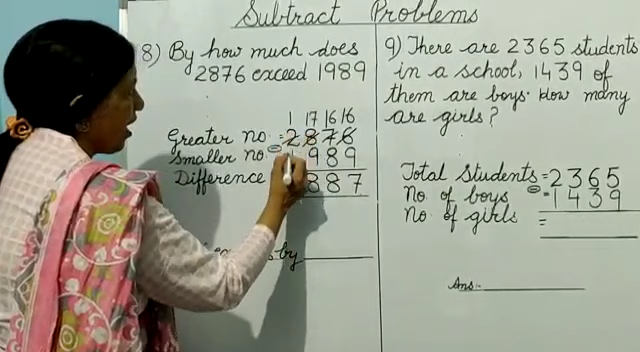 Subtract Problems
8) By how much does
2876 exceed 1989
1 17 16 16
Greater no = 2876
Smaller no 989
Difference 887
by
9) There are 2365 students
in a school, 1439 of
them are boys. How many
are girls?
Total Students = 2365
No of boys = 1439
No of girls =
Ans:-